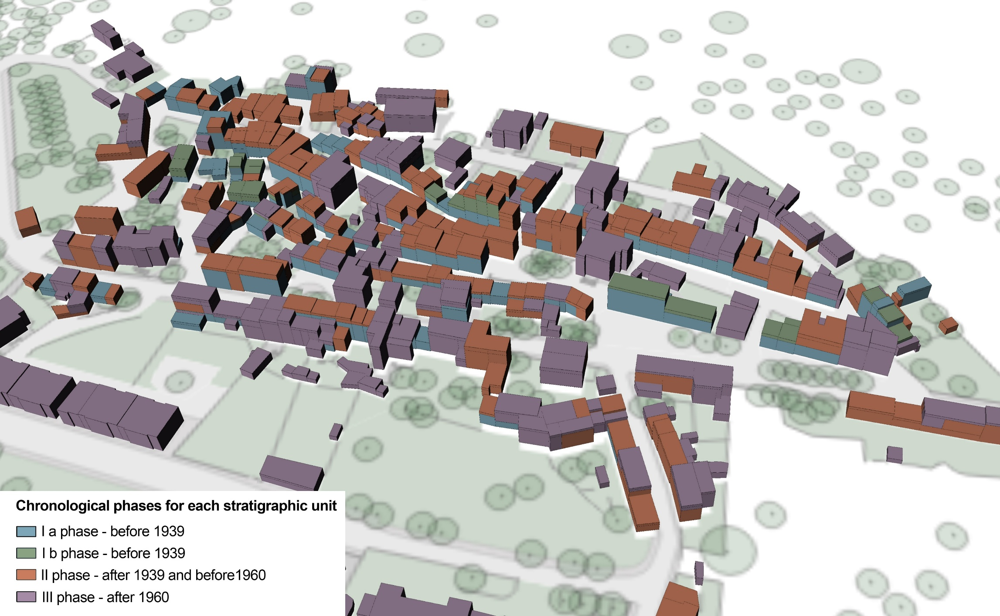 Chronological phases for each stratigraphic unit
I a phase - before 1939
I b phase - before 1939
II phase - after 1939 and before1960
III phase - after 1960